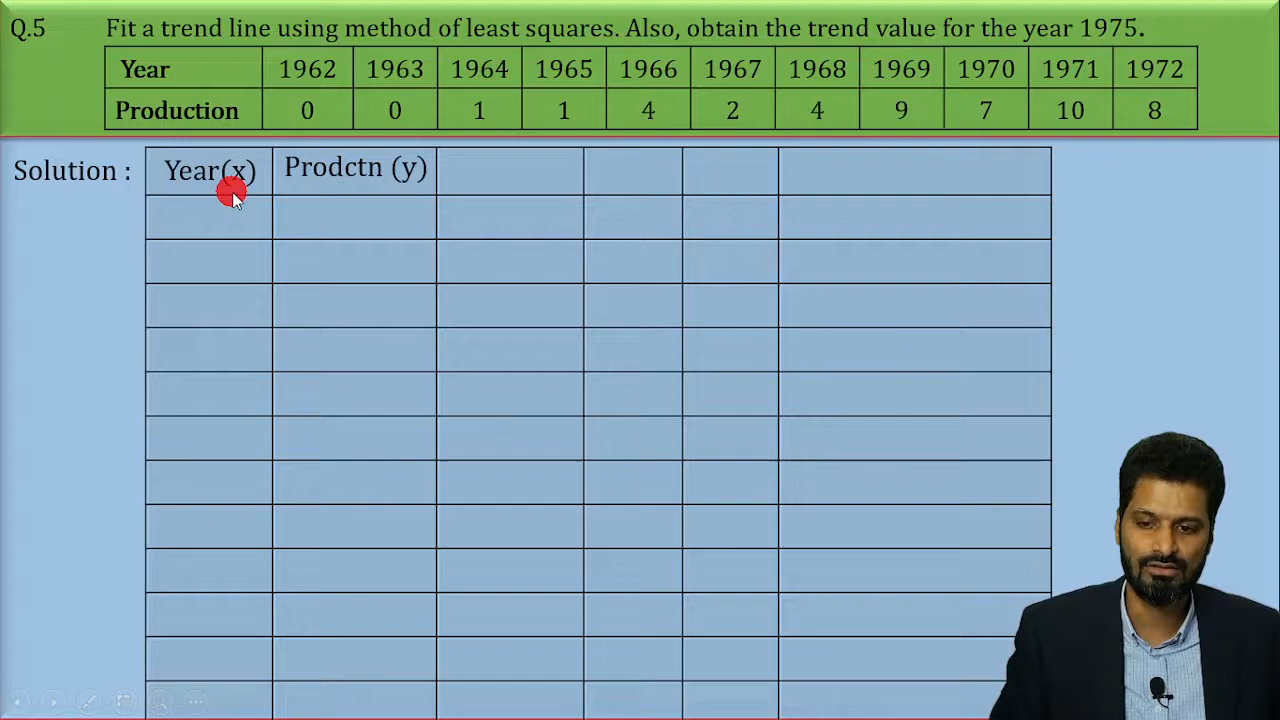 Q.5 Fit a trend line using method of least squares. Also, obtain the trend value for the year 1975.
Year 1962 1963 1964 1965 1966 1967 1968 1969 1970 1971 1972
Production 0 0 1 1 4 2 4 9 7 10 8
Solution : Year(x) Prodctn (y)